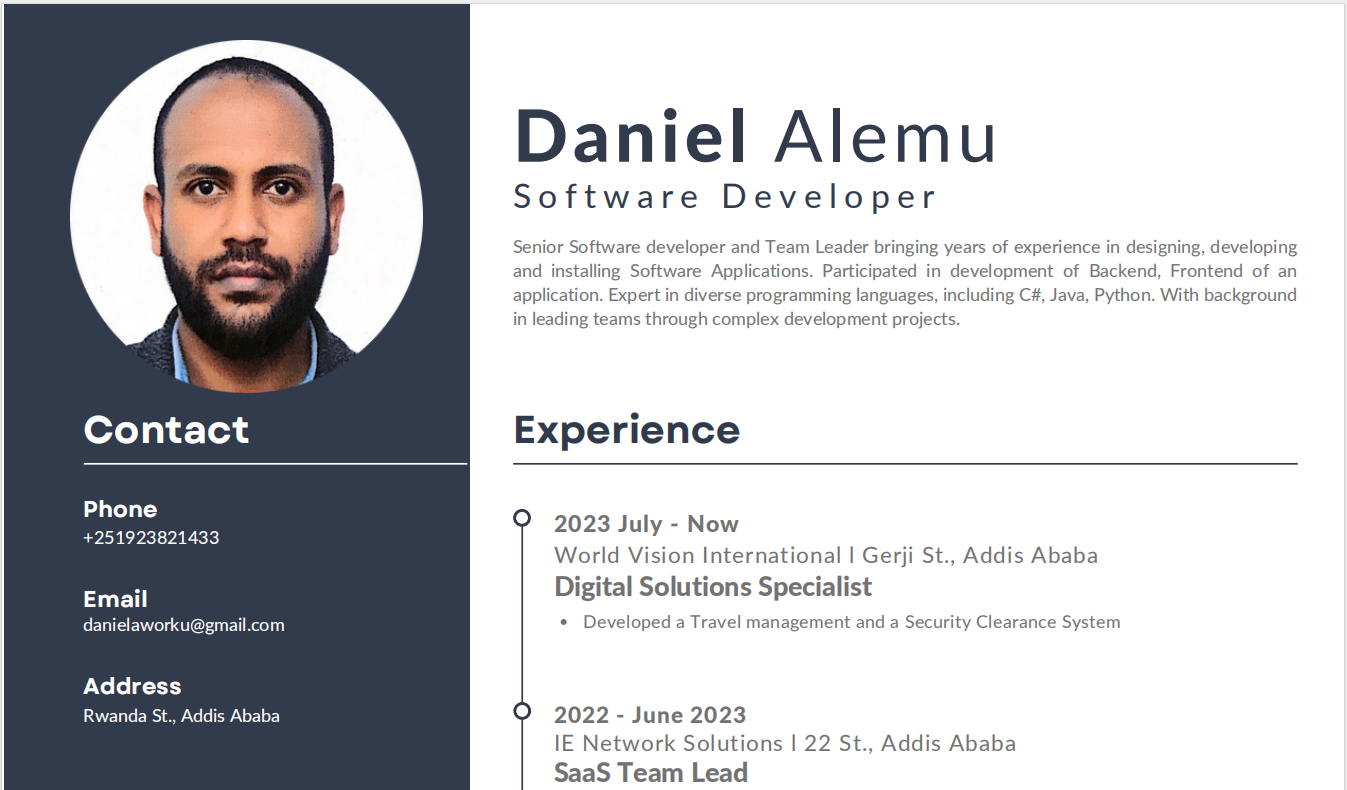 Daniel Alemu
Software Developer
Senior Software developer and Team Leader bringing years of experience in designing, developing
and installing Software Applications. Participated in development of Backend, Frontend of an
application. Expert in diverse programming languages, including C#, Java, Python. With background
in leading teams through complex development projects.
Contact
Phone
+251923821433
Email
danielaworku@gmail.com
Address
Rwanda St., Addis Ababa
Experience
2023 July - Now
World Vision International l Gerji St., Addis Ababa
Digital Solutions Specialist
• Developed a Travel management and a Security Clearance System
2022 - June 2023
IE Network Solutions l 22 St., Addis Ababa
SaaS Team Lead